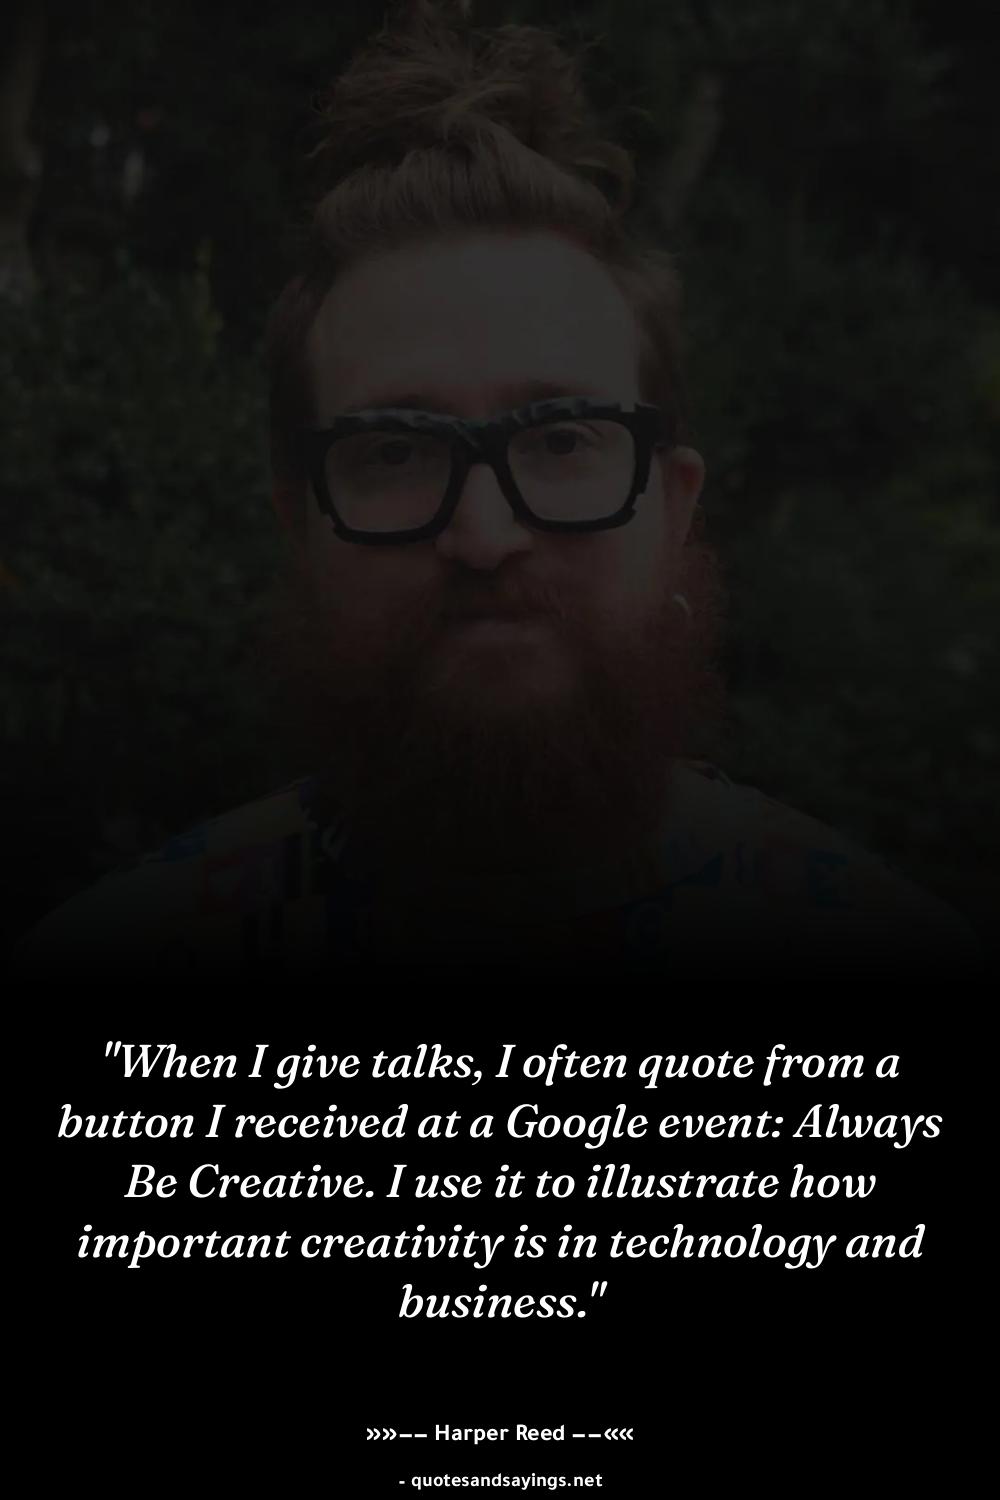 "When I give talks, I often quote from a
button I received at a Google event: Always
Be Creative. I use it to illustrate how
important creativity is in technology and
business."
»»—— Harper Reed ——««
- quotesandsayings.net